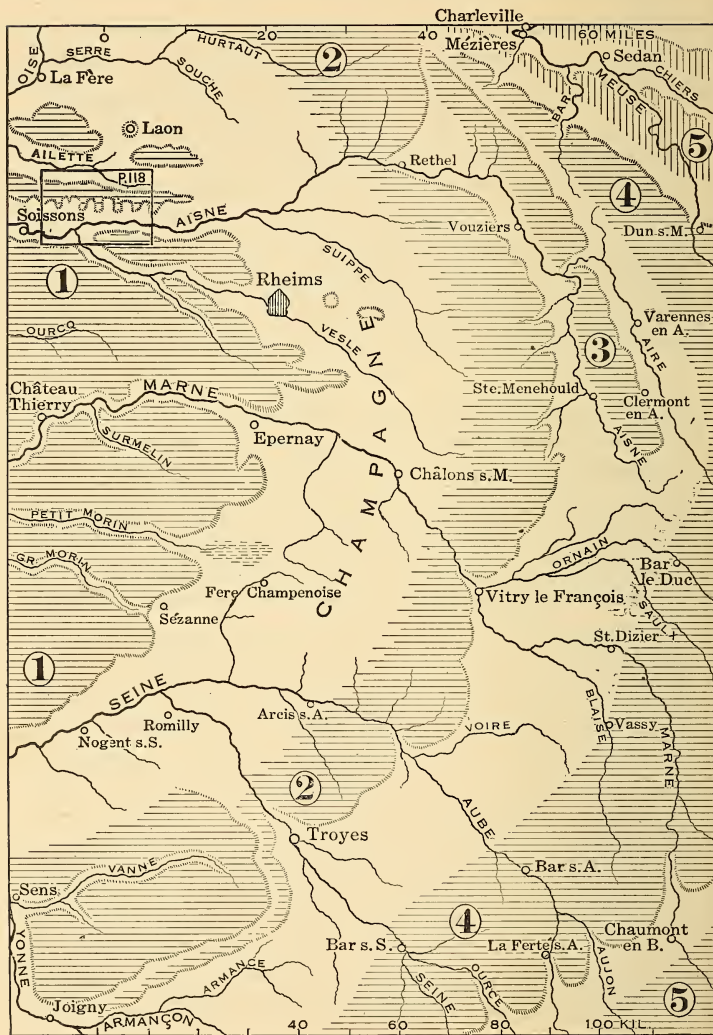 Charleville
0
20
40
60 MILES
OISE
SERRE
HURTAUT
2
Mézières
Sedan
La Fère
SOUCHE
CHIERS
MEUSE
BAR
Laon
5
AILETTE
P.118
Rethel
4
Soissons
AISNE
Vouziers
Dun s.M.
SUIPPE
1
Rheims
VESLE
Varennes
en A.
OURCQ
AIRE
3
Château
Thierry
MARNE
Ste. Menehould
Clermont
en A.
SURMELIN
Epernay
AISNE
CHAMPAGNE
Châlons s.M.
PETIT MORIN
GR. MORIN
ORNAIN
Bar
le Duc
Fere Champenoise
Vitry le François
Sézanne
SAULX
St. Dizier
1
SEINE
Arcis s.A.
BLAISE
Romilly
Nogent s.S.
VOIRE
Vassy
MARNE
2
Troyes
AUBE
VANNE
Bar s.A.
Sens
4
Chaumont
en B.
YONNE
Bar s.S.
La Ferte s.A.
AUJON
ARMANCE
SEINE
OURCE
5
Joigny
ARMANÇON
40
60
80
100 KIL.